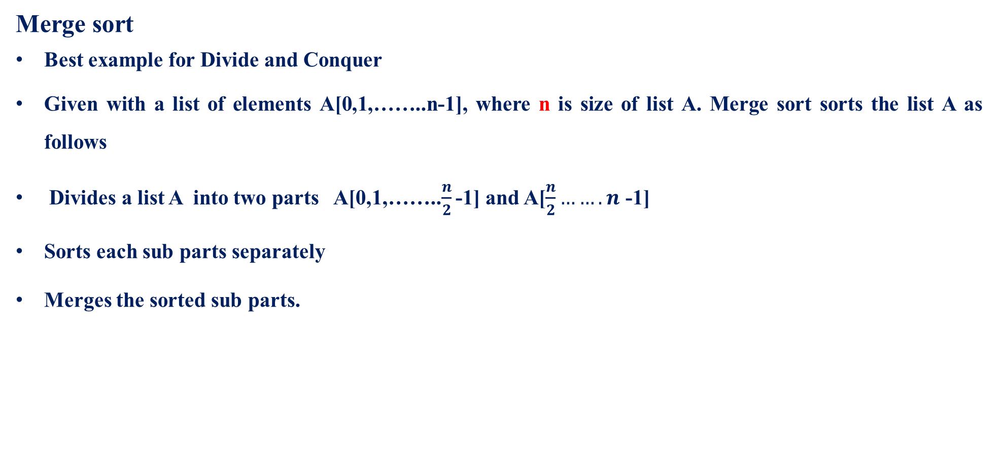 Merge sort
• Best example for Divide and Conquer
• Given with a list of elements A[0,1,……..n-1], where n is size of list A. Merge sort sorts the list A as
follows
• Divides a list A into two parts A[0,1,……..n/2 -1] and A[n/2 … … . n -1]
• Sorts each sub parts separately
• Merges the sorted sub parts.